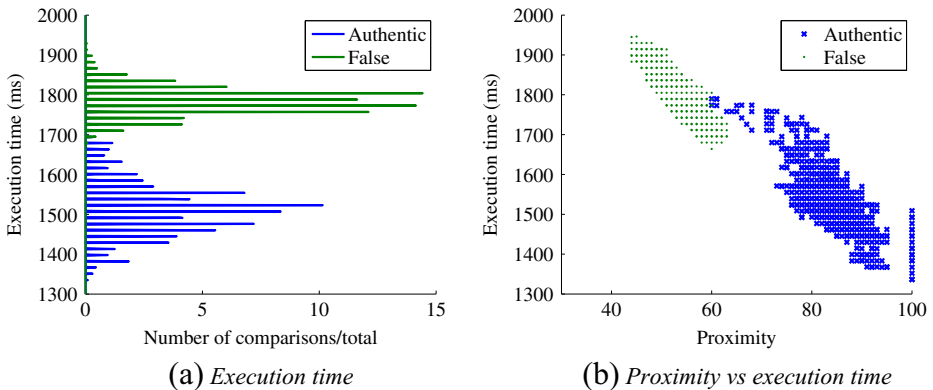 2000
1900
1800
1700
1600
1500
1400
1300
Execution time (ms)
0
5
10
15
Number of comparisons/total
Authentic
False
(a) Execution time
2000
1900
1800
1700
1600
1500
1400
1300
Execution time (ms)
40
60
80
100
Proximity
Authentic
False
(b) Proximity vs execution time